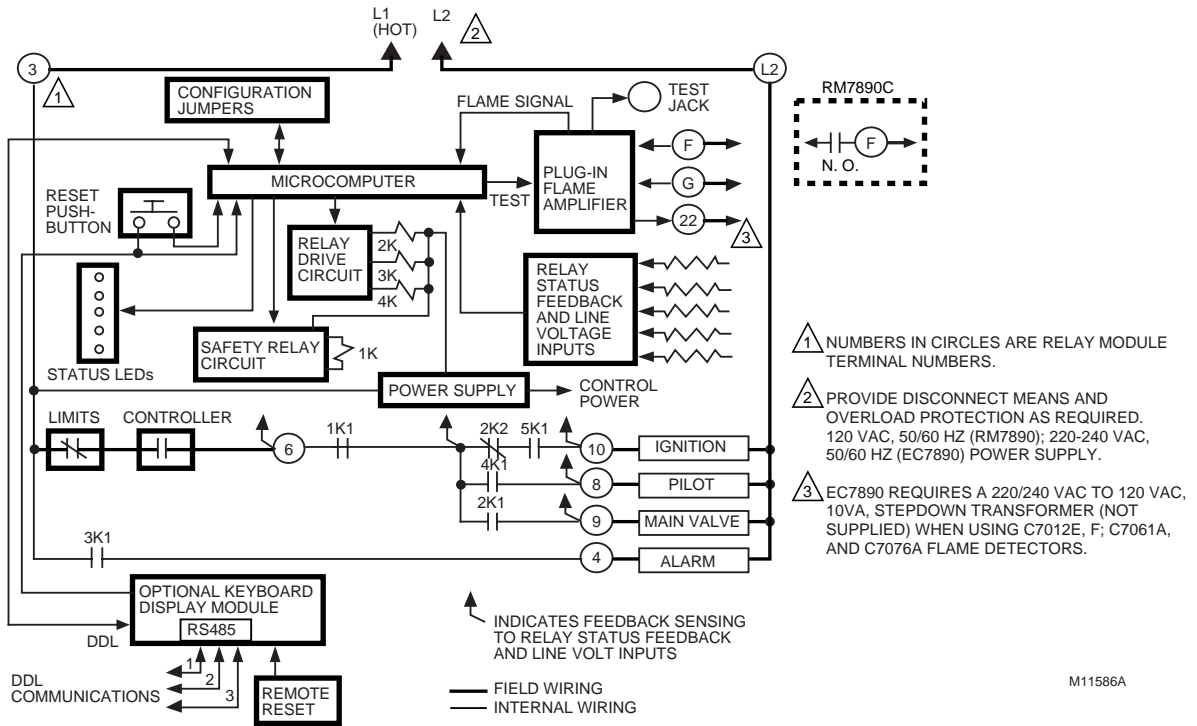 L1
(HOT)
L2
2
3
1
L2
CONFIGURATION
JUMPERS
FLAME SIGNAL
TEST
JACK
RM7890C
F
N. O.
MICROCOMPUTER
TEST
PLUG-IN
FLAME
AMPLIFIER
F
G
22
3
RESET
PUSH-
BUTTON
RELAY
DRIVE
CIRCUIT
2K
3K
4K
RELAY
STATUS
FEEDBACK
AND LINE
VOLTAGE
INPUTS
STATUS LEDs
SAFETY RELAY
CIRCUIT
1K
POWER SUPPLY
CONTROL
POWER
LIMITS
CONTROLLER
6
1K1
2K2
5K1
10
IGNITION
4K1
8
PILOT
2K1
9
MAIN VALVE
3K1
4
ALARM
1
NUMBERS IN CIRCLES ARE RELAY MODULE
TERMINAL NUMBERS.
2
PROVIDE DISCONNECT MEANS AND
OVERLOAD PROTECTION AS REQUIRED.
120 VAC, 50/60 HZ (RM7890); 220-240 VAC,
50/60 HZ (EC7890) POWER SUPPLY.
3
EC7890 REQUIRES A 220/240 VAC TO 120 VAC,
10VA, STEPDOWN TRANSFORMER (NOT
SUPPLIED) WHEN USING C7012E, F; C7061A,
AND C7076A FLAME DETECTORS.
OPTIONAL KEYBOARD
DISPLAY MODULE
RS485
DDL
1
2
3
DDL
COMMUNICATIONS
REMOTE
RESET
INDICATES FEEDBACK SENSING
TO RELAY STATUS FEEDBACK
AND LINE VOLT INPUTS
FIELD WIRING
INTERNAL WIRING
M11586A